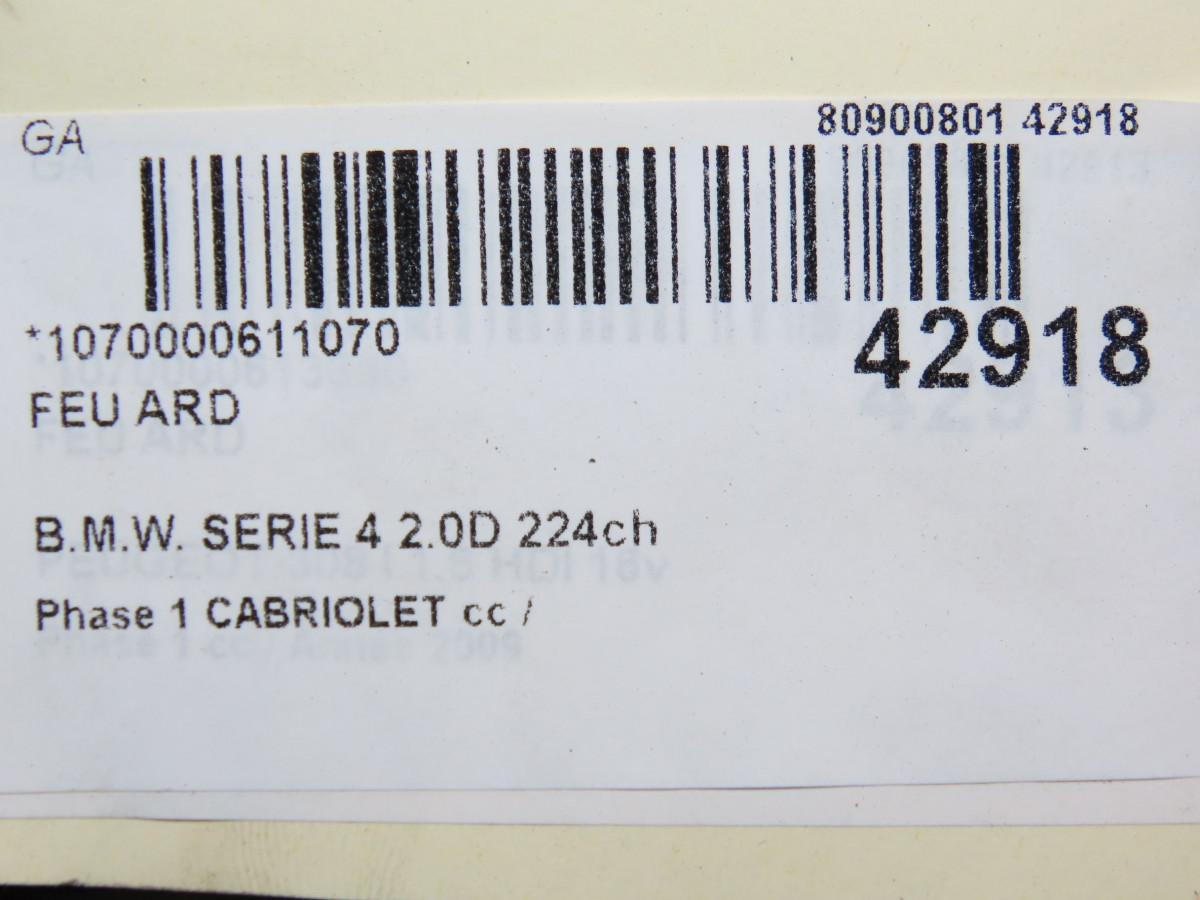 GA
80900801 42918
*1070000611070
42918
FEU ARD
B.M.W. SERIE 4 2.0D 224ch
Phase 1 CABRIOLET cc /